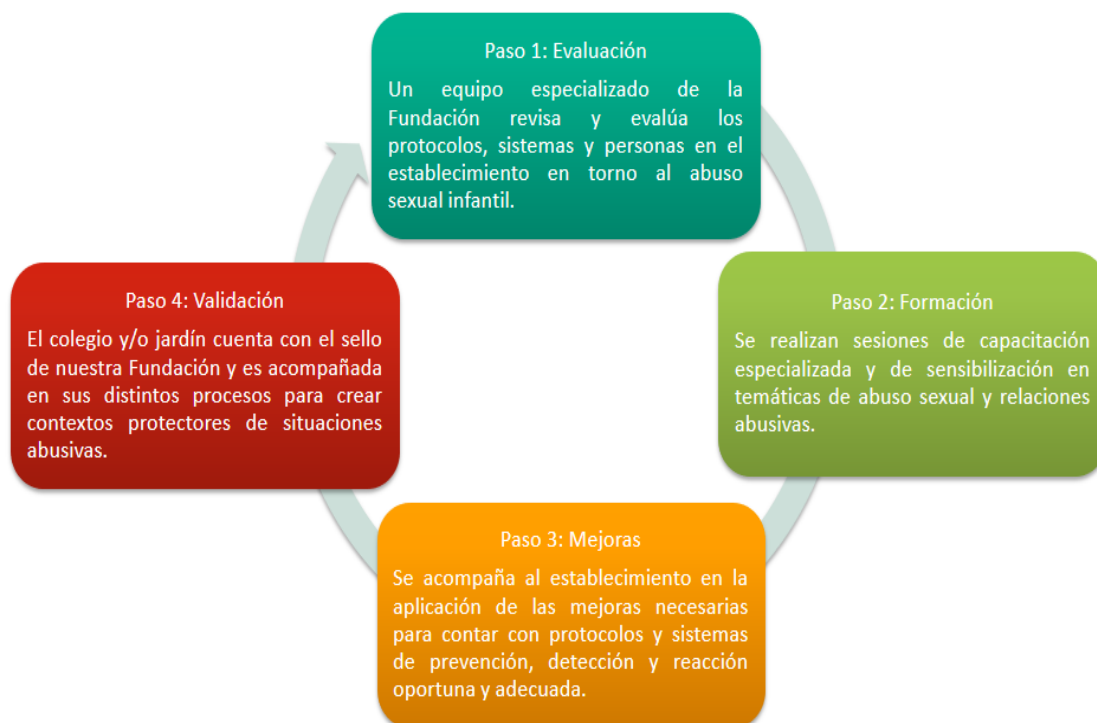 Paso 1: Evaluación
Un equipo especializado de la
Fundación revisa y evalúa los
protocolos, sistemas y personas en el
establecimiento en torno al abuso
sexual infantil.
Paso 2: Formación
Se realizan sesiones de capacitación
especializada y de sensibilización en
temáticas de abuso sexual y relaciones
abusivas.
Paso 3: Mejoras
Se acompaña al establecimiento en la
aplicación de las mejoras necesarias
para contar con protocolos y sistemas
de prevención, detección y reacción
oportuna y adecuada.
Paso 4: Validación
El colegio y/o jardín cuenta con el sello
de nuestra Fundación y es acompañada
en sus distintos procesos para crear
contextos protectores de situaciones
abusivas.